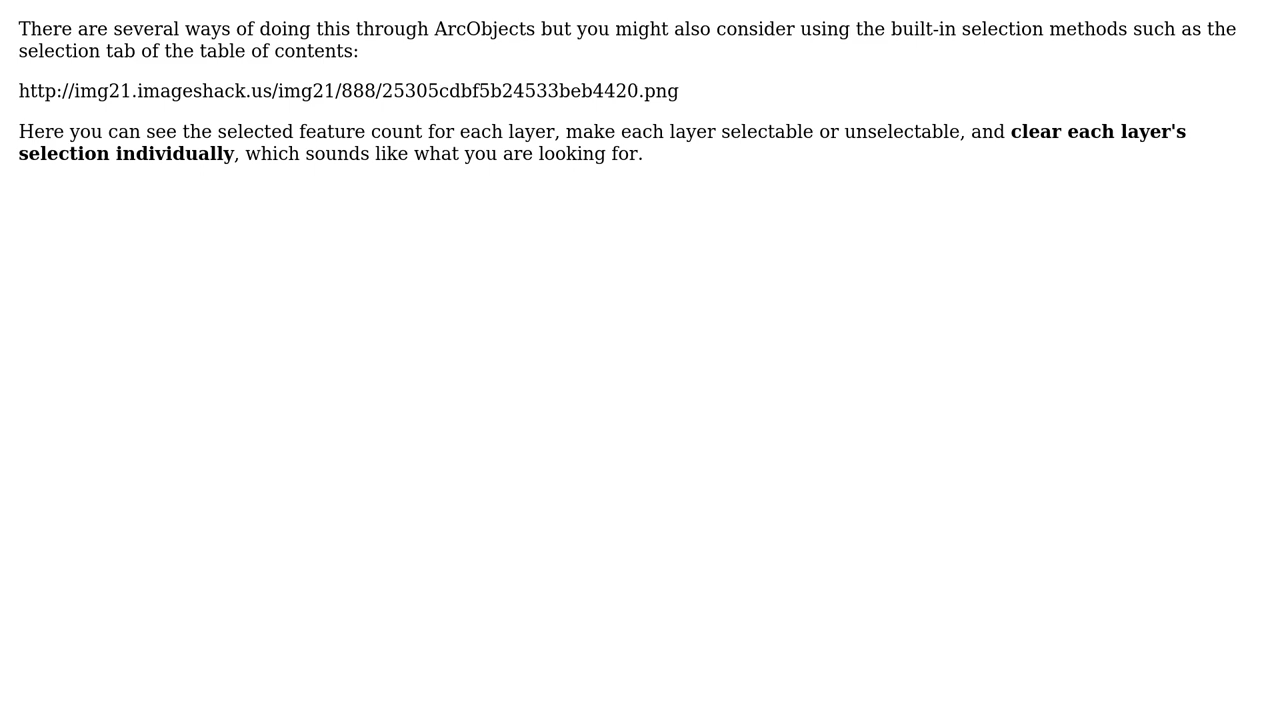 There are several ways of doing this through ArcObjects but you might also consider using the built-in selection methods such as the
selection tab of the table of contents:
http://img21.imageshack.us/img21/888/25305cdbf5b24533beb4420.png
Here you can see the selected feature count for each layer, make each layer selectable or unselectable, and clear each layer's
selection individually, which sounds like what you are looking for.